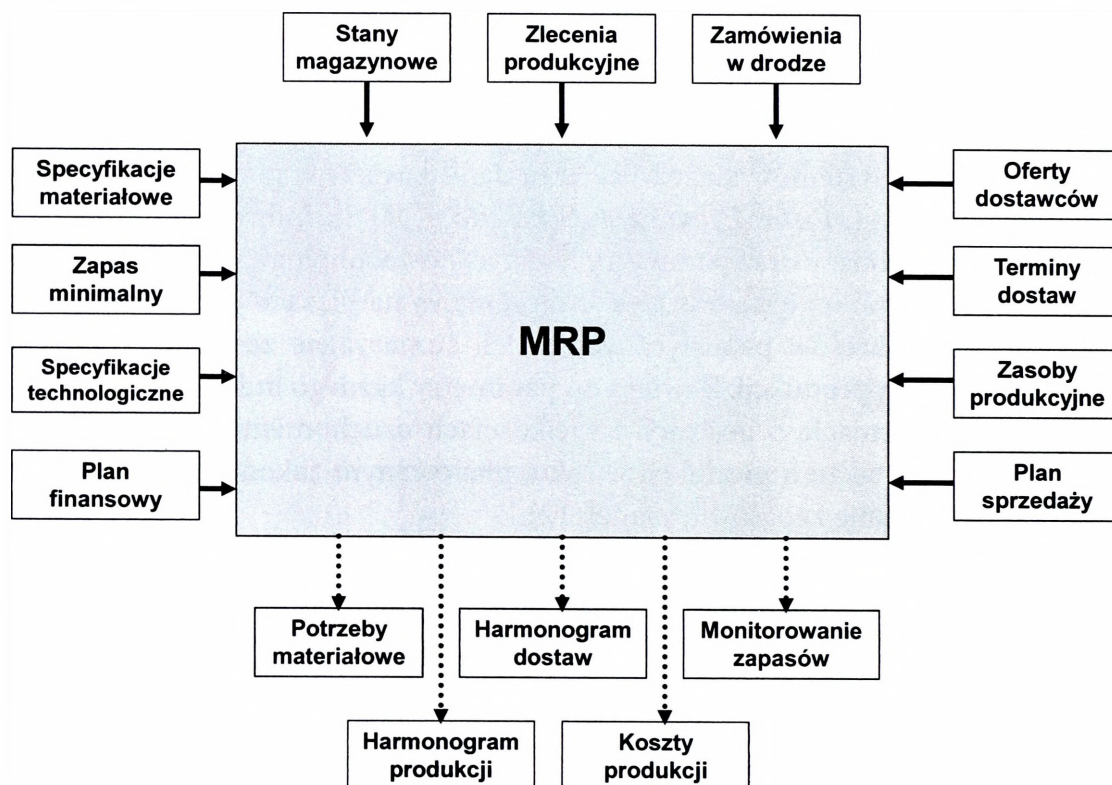 Stany
magazynowe
Zlecenia
produkcyjne
Zamówienia
w drodze
Specyfikacje
materiałowe
Oferty
dostawców
Zapas
minimalny
Terminy
dostaw
MRP
Specyfikacje
technologiczne
Zasoby
produkcyjne
Plan
finansowy
Plan
sprzedaży
Potrzeby
materiałowe
Harmonogram
dostaw
Monitorowanie
zapasów
Harmonogram
produkcji
Koszty
produkcji